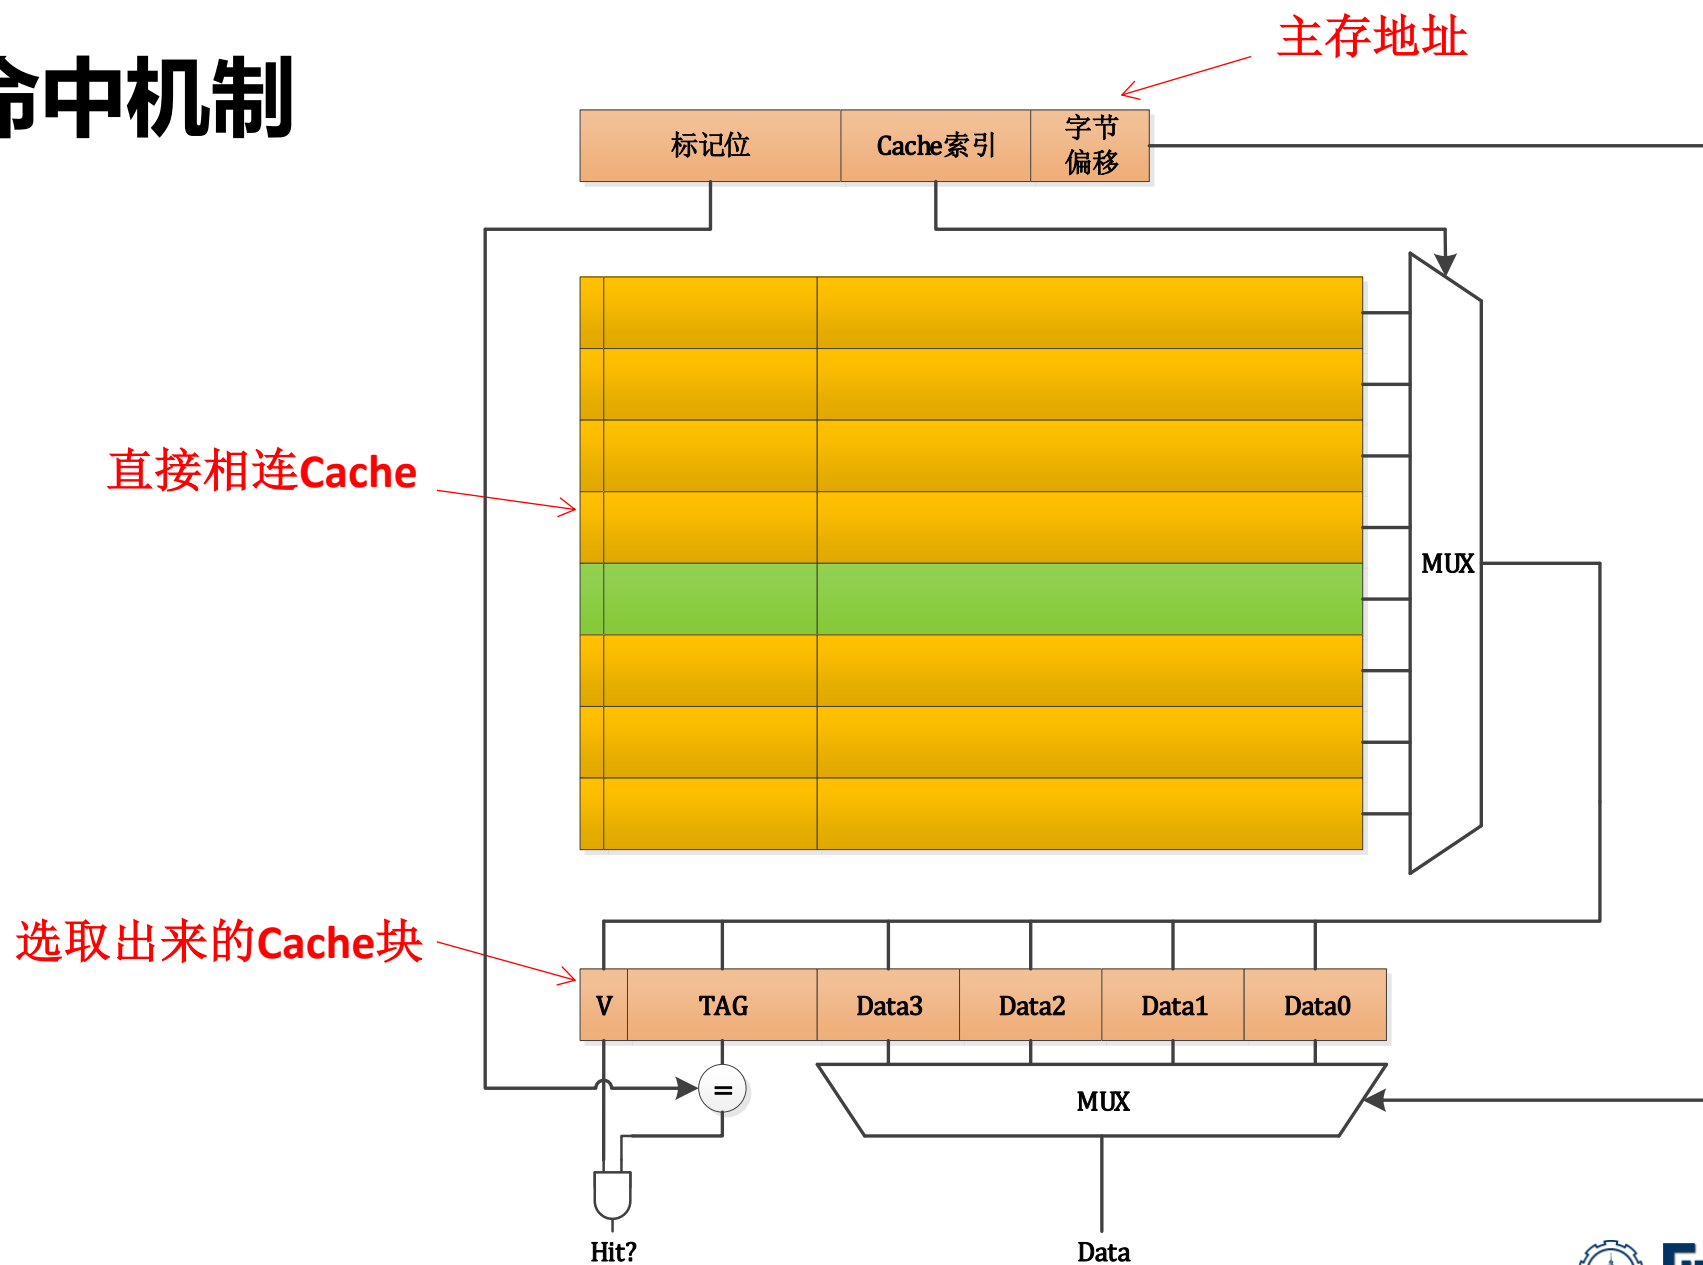 命中机制
主存地址
标记位
Cache索引
字节
偏移
直接相连Cache
MUX
选取出来的Cache块
V
TAG
Data3
Data2
Data1
Data0
=
MUX
Hit?
Data